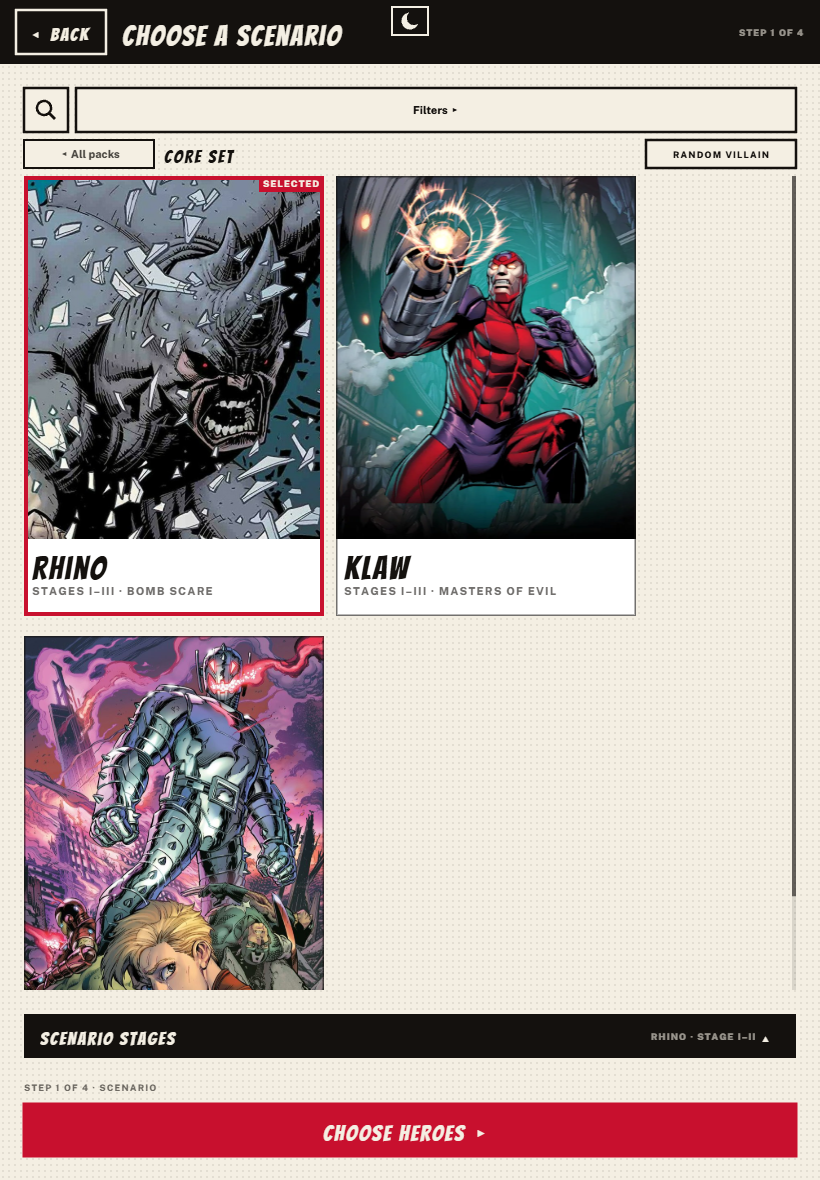 ◂ BACK
CHOOSE A SCENARIO
STEP 1 OF 4
Filters ▸
◂ All packs
CORE SET
RANDOM VILLAIN
SELECTED
RHINO
STAGES I–III · BOMB SCARE
KLAW
STAGES I–III · MASTERS OF EVIL
SCENARIO STAGES
RHINO · STAGE I–II ▲
STEP 1 OF 4 · SCENARIO
CHOOSE HEROES ▸